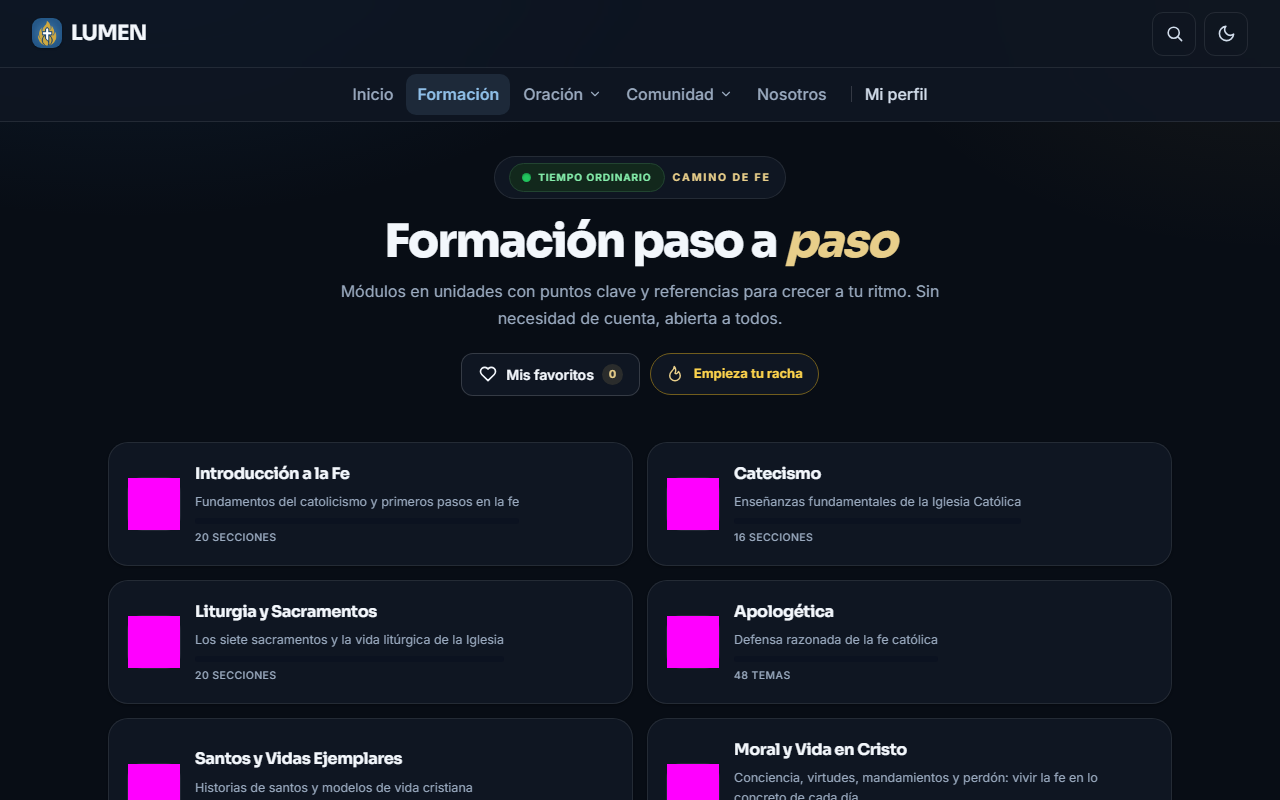 LUMEN
Inicio
Formación
Oración
Comunidad
Nosotros
Mi perfil
TIEMPO ORDINARIO
CAMINO DE FE
Formación paso a paso
Módulos en unidades con puntos clave y referencias para crecer a tu ritmo. Sin
necesidad de cuenta, abierta a todos.
Mis favoritos 0
Empieza tu racha
Introducción a la Fe
Fundamentos del catolicismo y primeros pasos en la fe
20 SECCIONES
Catecismo
Enseñanzas fundamentales de la Iglesia Católica
16 SECCIONES
Liturgia y Sacramentos
Los siete sacramentos y la vida litúrgica de la Iglesia
20 SECCIONES
Apologética
Defensa razonada de la fe católica
48 TEMAS
Santos y Vidas Ejemplares
Historias de santos y modelos de vida cristiana
Moral y Vida en Cristo
Conciencia, virtudes, mandamientos y perdón: vivir la fe en lo
concreto de cada día